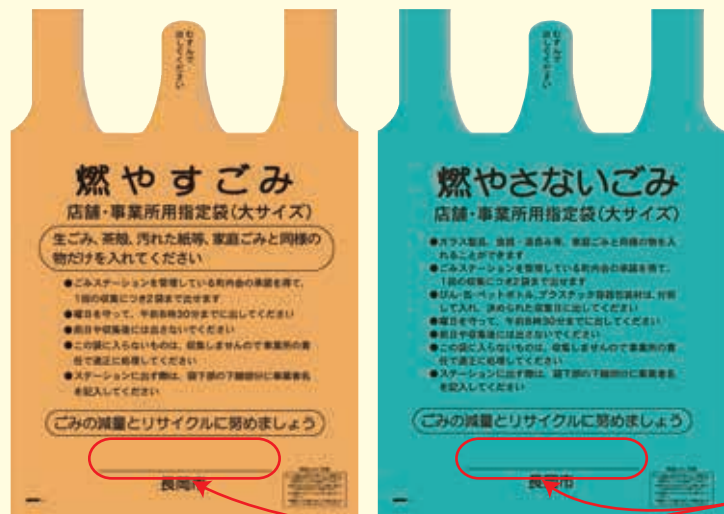 むすんで
出してください
燃やすごみ
店舗・事業所用指定袋(大サイズ)
生ごみ、茶殻、汚れた紙等、家庭ごみと同様の
物だけを入れてください
●ごみステーションを管理している町内会の承諾を得て、
1回の収集につき2袋まで出せます
●曜日を守って、午前8時30分までに出してください
●前日や収集後には出さないでください
●この袋に入らないものは、収集しませんので事業所の責
任で適正に処理してください
●ステーションに出す際は、袋下部の下線部分に事業者名
を記入してください
ごみの減量とリサイクルに努めましょう
長岡市
むすんで
出してください
燃やさないごみ
店舗・事業所用指定袋(大サイズ)
●ガラス製品、食器・湯呑み等、家庭ごみと同様の物を入
れることができます
●ごみステーションを管理している町内会の承諾を得て、
1回の収集につき2袋まで出せます
●びん・缶・ペットボトル、プラスチック容器包装材は、分別
して入れ、決められた収集日に出してください
●曜日を守って、午前8時30分までに出してください
●前日や収集後には出さないでください
●この袋に入らないものは、収集しませんので事業所の責
任で適正に処理してください
●ステーションに出す際は、袋下部の下線部分に事業者名
を記入してください
ごみの減量とリサイクルに努めましょう
長岡市